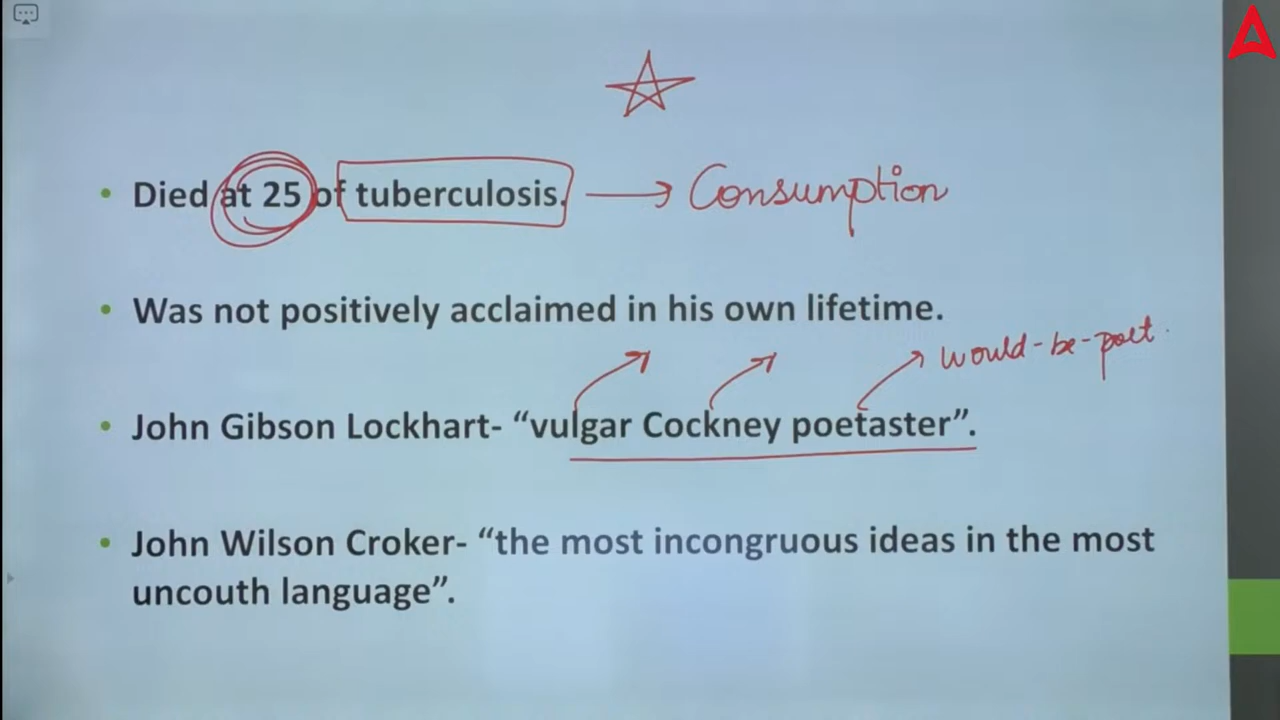 • Died at 25 of tuberculosis. → Consumption
• Was not positively acclaimed in his own lifetime.
would-be-poet.
• John Gibson Lockhart- “vulgar Cockney poetaster”.
• John Wilson Croker- “the most incongruous ideas in the most
uncouth language”.